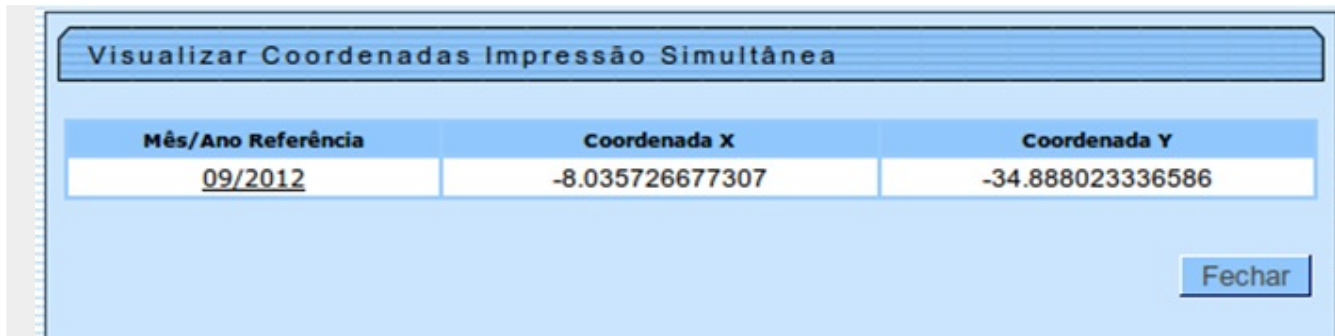 Visualizar Coordenadas Impressão Simultânea
Mês/Ano Referência Coordenada X Coordenada Y
09/2012 -8.035726677307 -34.888023336586
Fechar